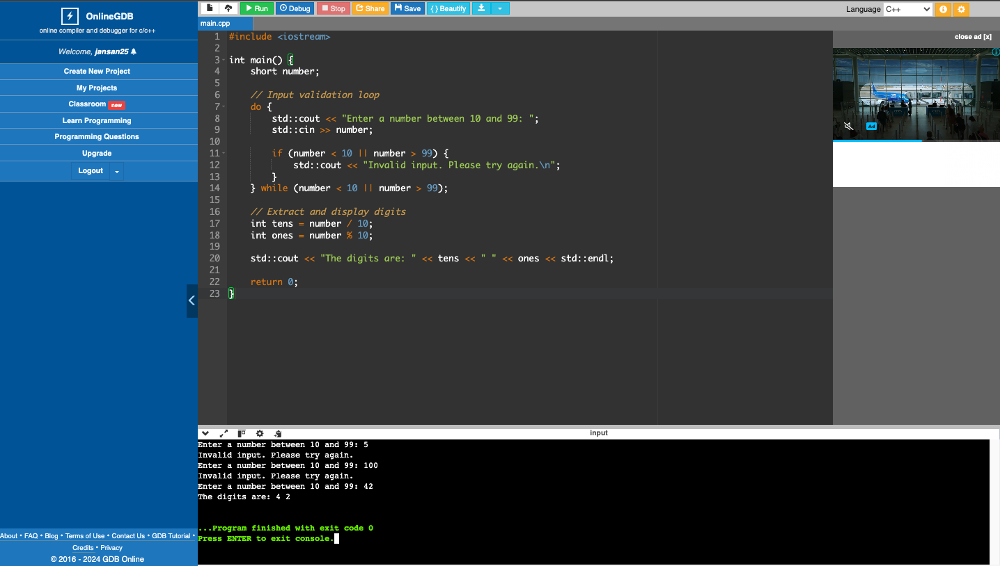 OnlineGDB
online compiler and debugger for c/c++
Welcome, jansan25
Create New Project
My Projects
Classroom new
Learn Programming
Programming Questions
Upgrade
Logout
About • FAQ • Blog • Terms of Use • Contact Us • GDB Tutorial •
Credits • Privacy
© 2016 - 2024 GDB Online
Run Debug Stop Share Save { } Beautify
Language C++
main.cpp
1 #include <iostream>
2
3 int main() {
4     short number;
5
6     // Input validation loop
7     do {
8         std::cout << "Enter a number between 10 and 99: ";
9         std::cin >> number;
10
11         if (number < 10 || number > 99) {
12             std::cout << "Invalid input. Please try again.\n";
13         }
14     } while (number < 10 || number > 99);
15
16     // Extract and display digits
17     int tens = number / 10;
18     int ones = number % 10;
19
20     std::cout << "The digits are: " << tens << " " << ones << std::endl;
21
22     return 0;
23 }
close ad [x]
Ad
input
Enter a number between 10 and 99: 5
Invalid input. Please try again.
Enter a number between 10 and 99: 100
Invalid input. Please try again.
Enter a number between 10 and 99: 42
The digits are: 4 2
...Program finished with exit code 0
Press ENTER to exit console.